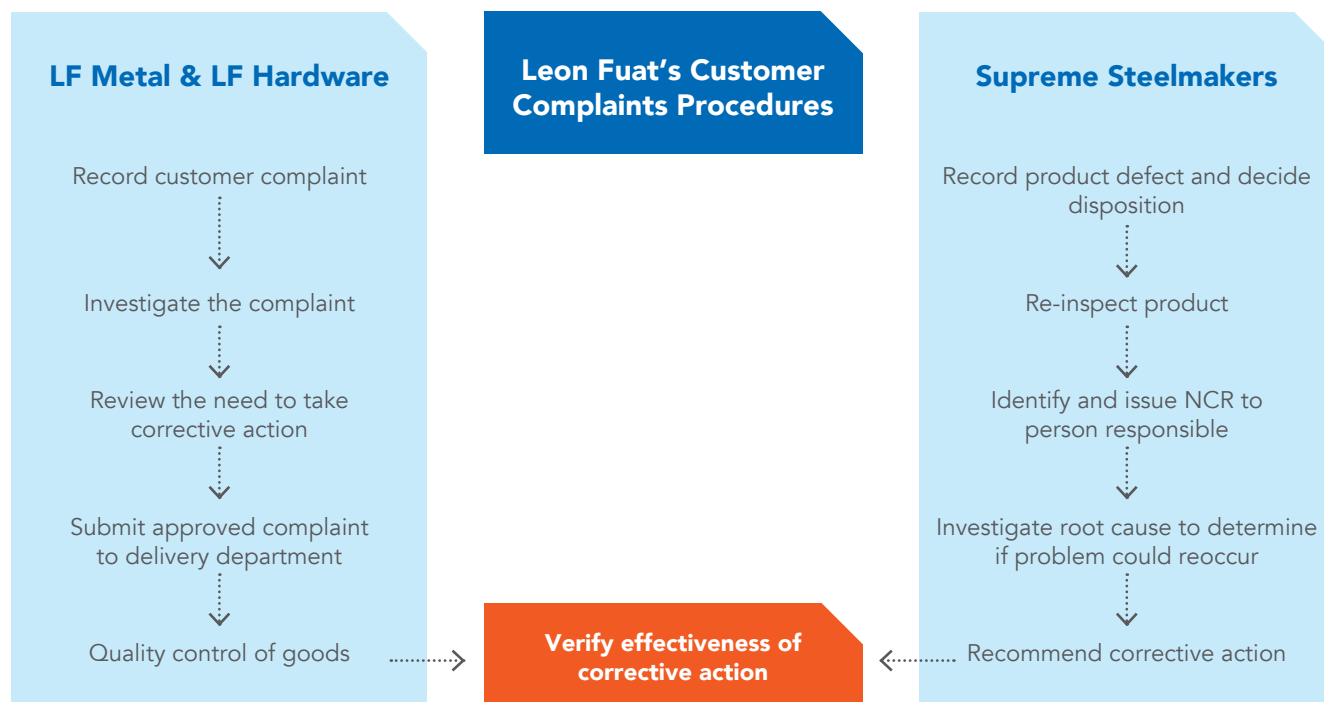 LF Metal & LF Hardware
Record customer complaint
Investigate the complaint
Review the need to take
corrective action
Submit approved complaint
to delivery department
Quality control of goods
Leon Fuat’s Customer
Complaints Procedures
Verify effectiveness of
corrective action
Supreme Steelmakers
Record product defect and decide
disposition
Re-inspect product
Identify and issue NCR to
person responsible
Investigate root cause to determine
if problem could reoccur
Recommend corrective action